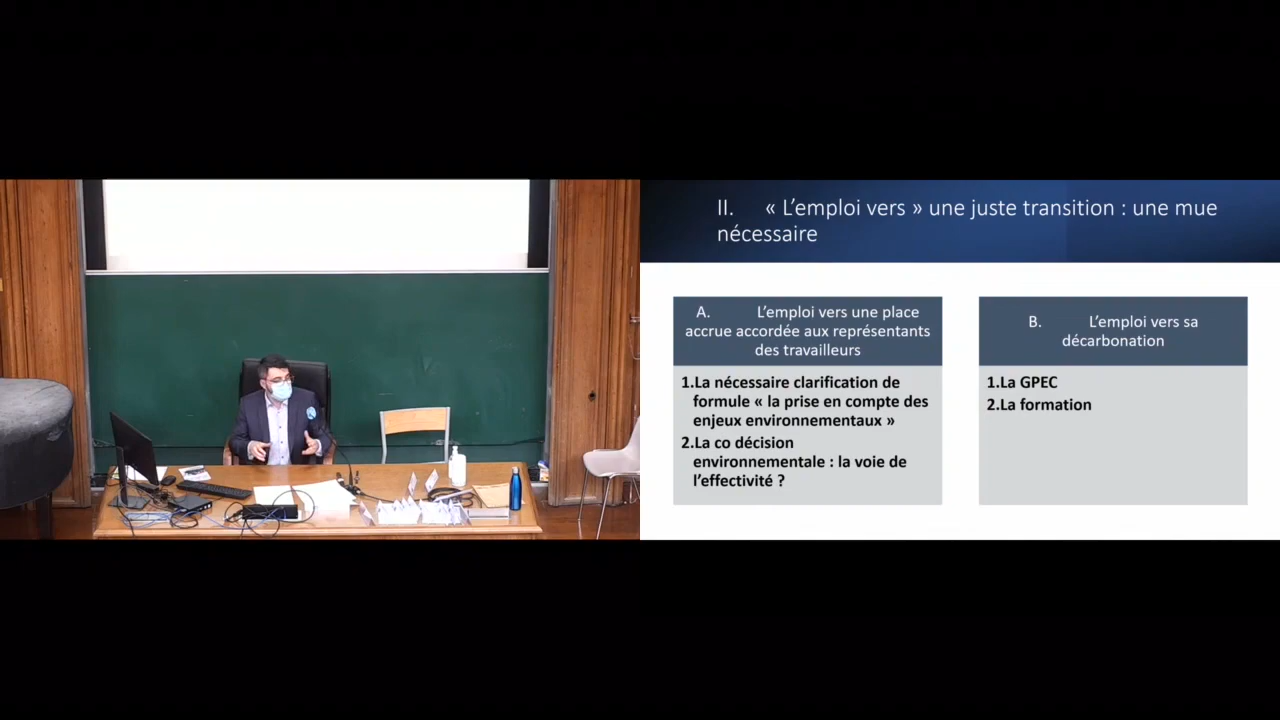 II. « L’emploi vers » une juste transition : une mue
nécessaire
A. L’emploi vers une place
accrue accordée aux représentants
des travailleurs
1.La nécessaire clarification de
formule « la prise en compte des
enjeux environnementaux »
2.La co décision
environnementale : la voie de
l’effectivité ?
B. L’emploi vers sa
décarbonation
1.La GPEC
2.La formation